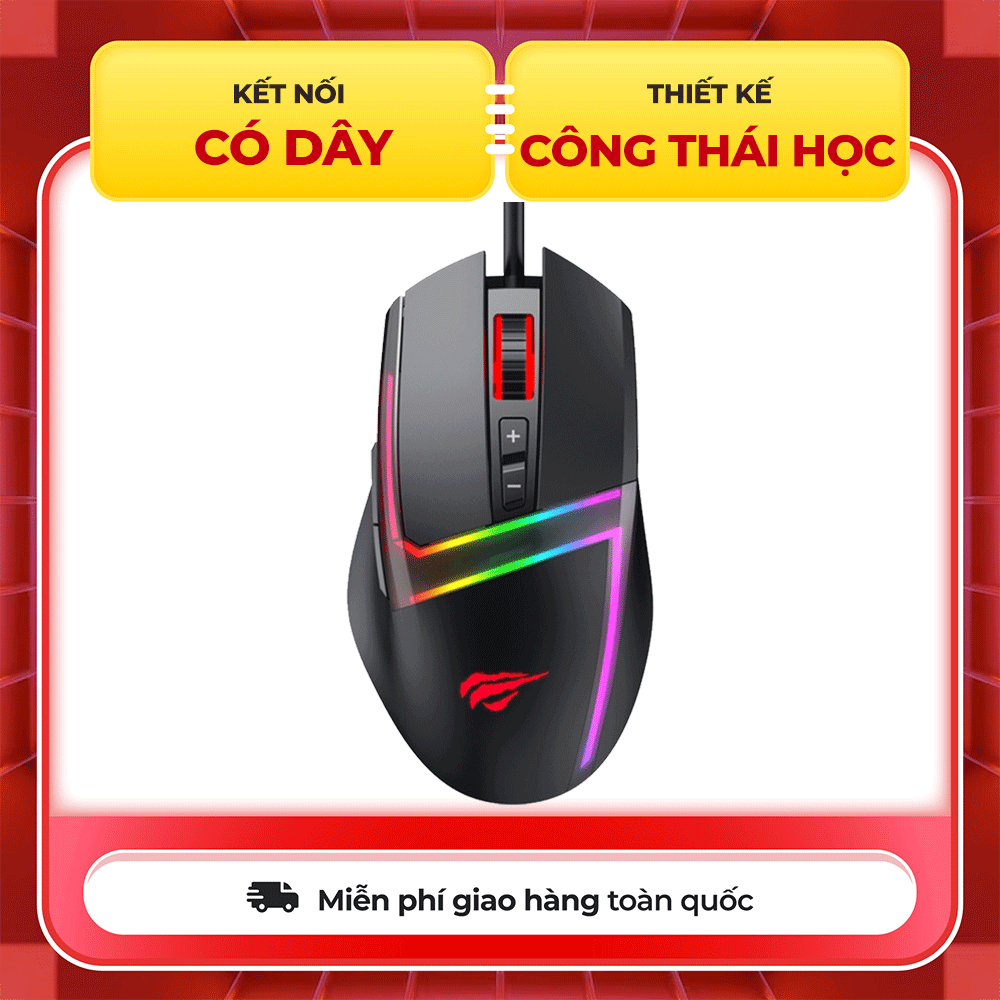 KẾT NỐI
CÓ DÂY
THIẾT KẾ
CÔNG THÁI HỌC
+
−
Miễn phí giao hàng toàn quốc